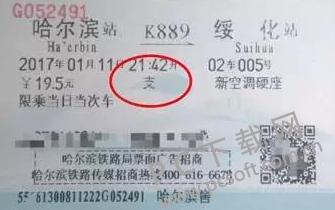 G052491
哈尔滨站 K889 绥化站
Ha'erbin Suihua
2017年01月11日21:42开 02车005号
￥19.5元 支 新空调硬座
限乘当日当次车
哈尔滨铁路局票面广告招商
哈尔滨铁路传媒招商热线400-616-6678
5561300811222G052491 哈尔滨售